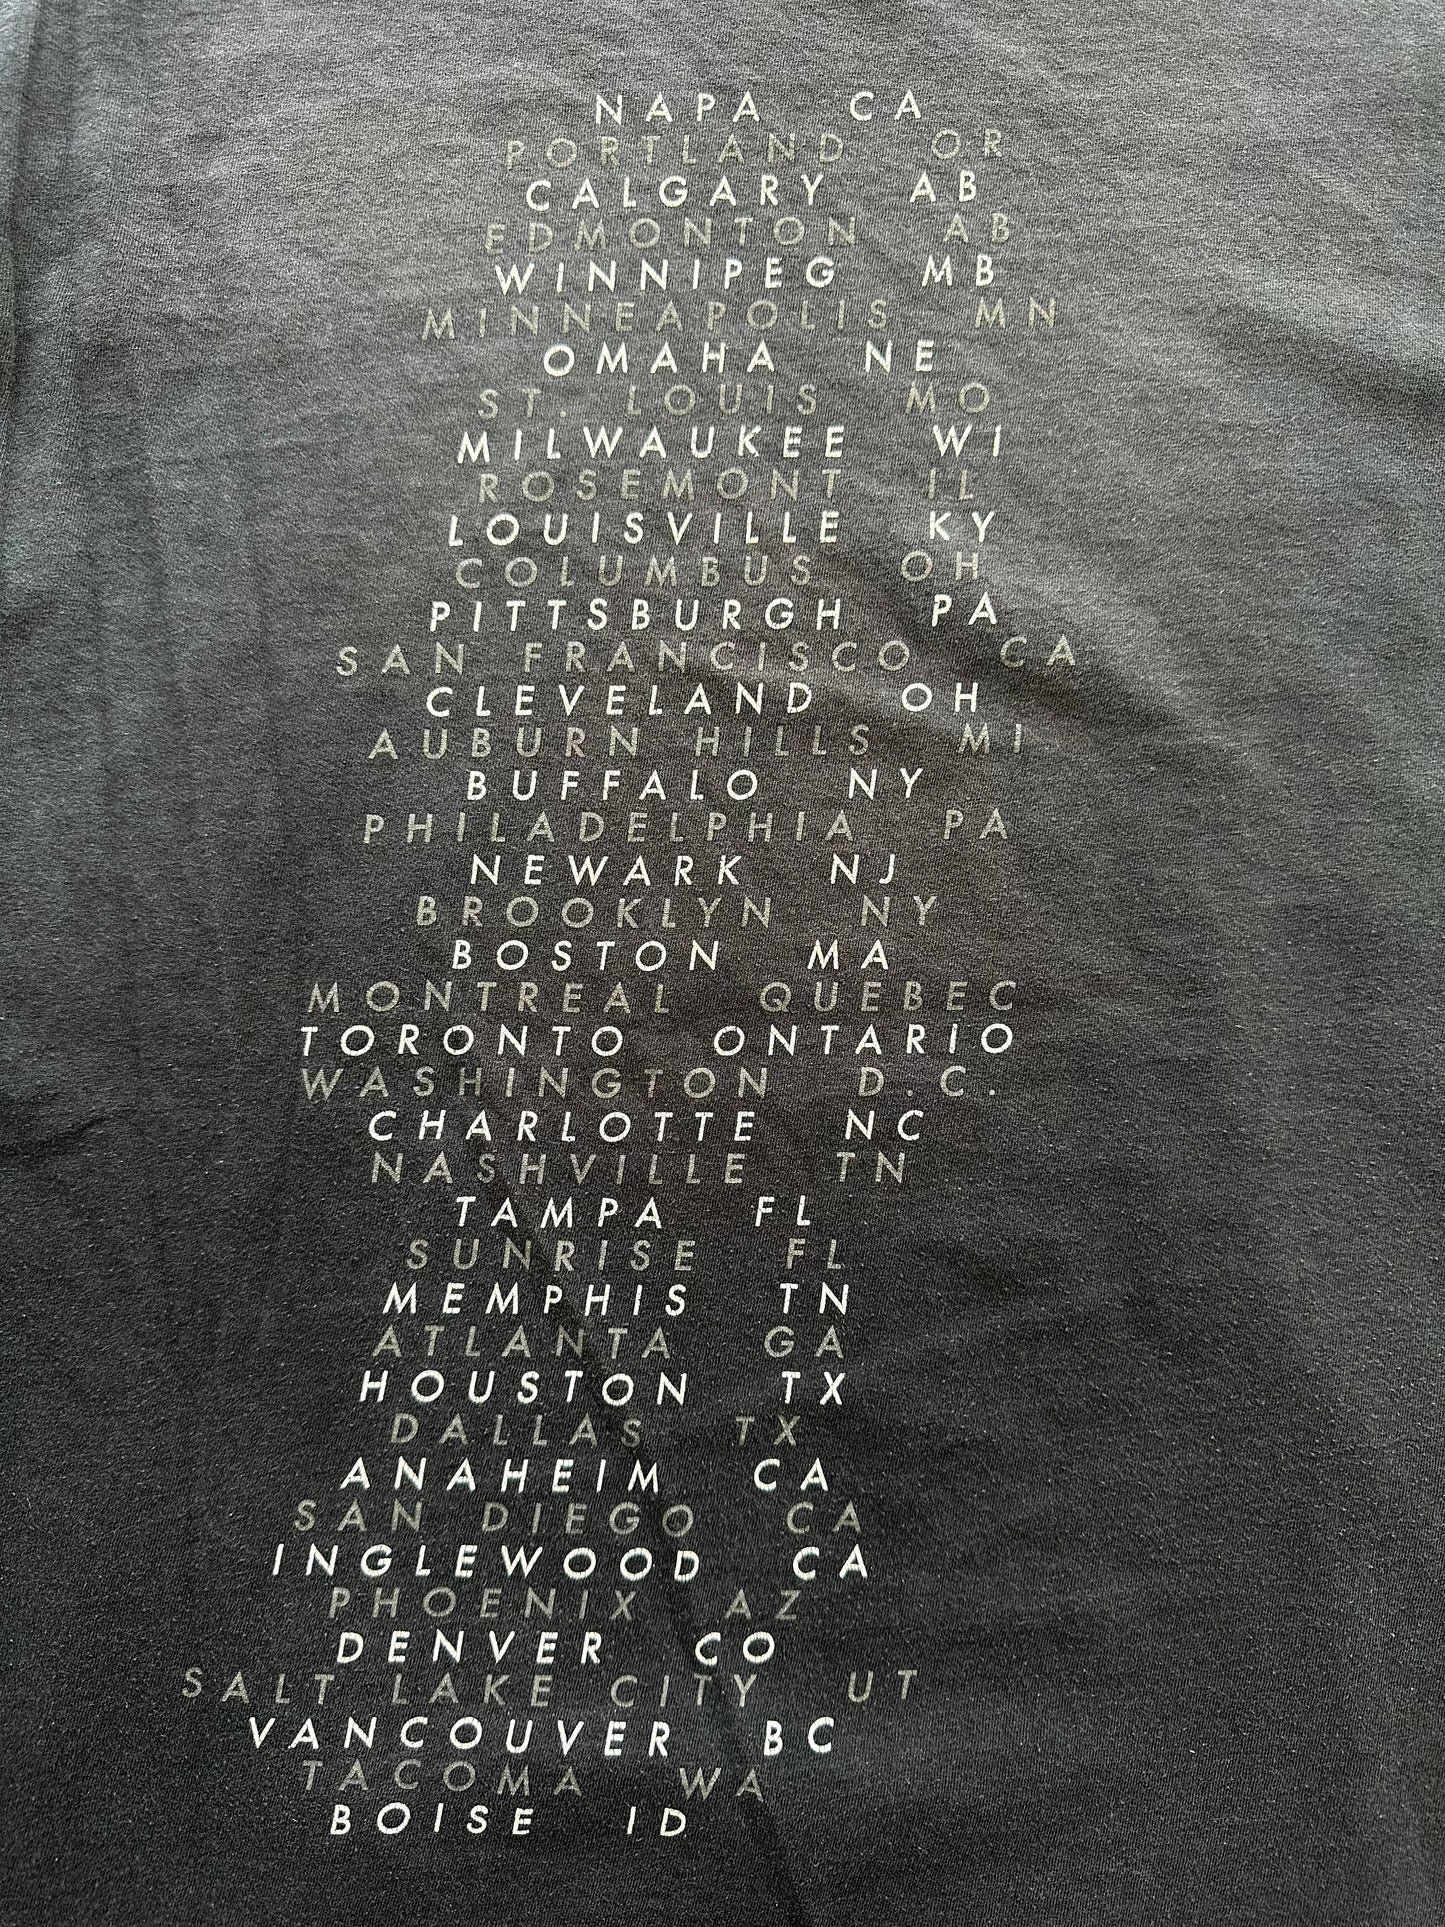 NAPA CA
PORTLAND OR
CALGARY AB
EDMONTON AB
WINNIPEG MB
MINNEAPOLIS MN
OMAHA NE
ST. LOUIS MO
MILWAUKEE WI
ROSEMONT IL
LOUISVILLE KY
COLUMBUS OH
PITTSBURGH PA
SAN FRANCISCO CA
CLEVELAND OH
AUBURN HILLS MI
BUFFALO NY
PHILADELPHIA PA
NEWARK NJ
BROOKLYN NY
BOSTON MA
MONTREAL QUEBEC
TORONTO ONTARIO
WASHINGTON D.C.
CHARLOTTE NC
NASHVILLE TN
TAMPA FL
SUNRISE FL
MEMPHIS TN
ATLANTA GA
HOUSTON TX
DALLAS TX
ANAHEIM CA
SAN DIEGO CA
INGLEWOOD CA
PHOENIX AZ
DENVER CO
SALT LAKE CITY UT
VANCOUVER BC
TACOMA WA
BOISE ID